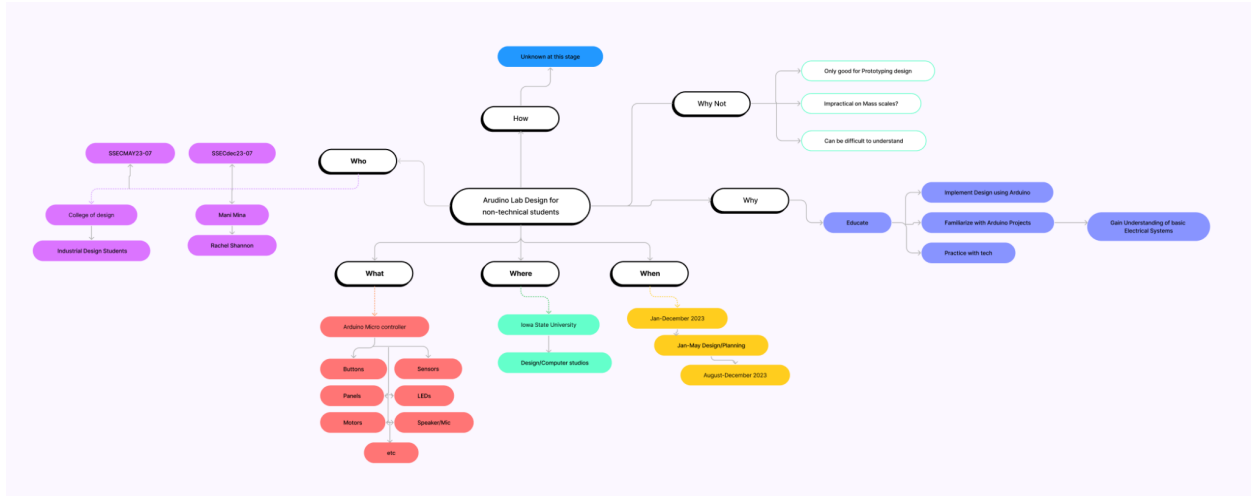 Unknown at this stage
How
Why Not
Only good for Prototyping design
Impractical on Mass scales?
Can be difficult to understand
SSECMAY23-07
SSECdec23-07
Who
College of design
Mani Mina
Industrial Design Students
Rachel Shannon
Arudino Lab Design for
non-technical students
Why
Educate
Implement Design using Arduino
Familiarize with Arduino Projects
Practice with tech
Gain Understanding of basic
Electrical Systems
What
Arduino Micro controller
Buttons
Sensors
Panels
LEDs
Motors
Speaker/Mic
etc
Where
Iowa State University
Design/Computer studios
When
Jan-December 2023
Jan-May Design/Planning
August-December 2023